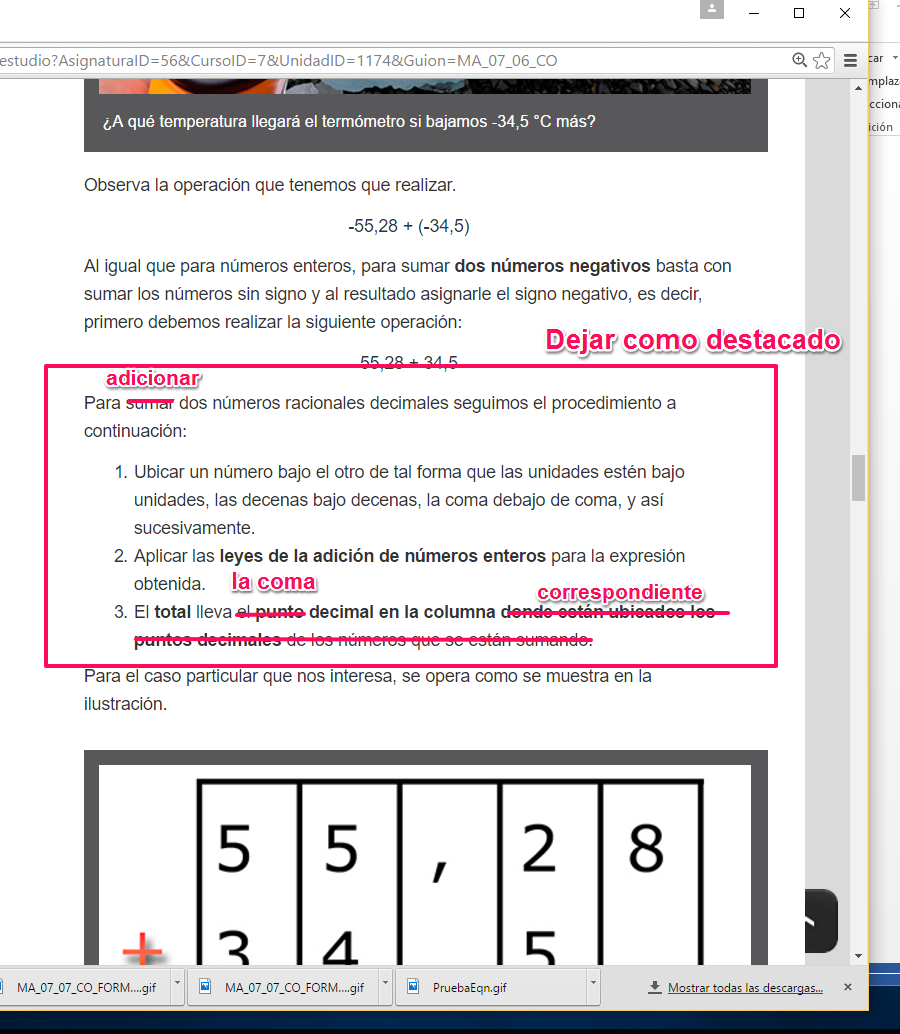 estudio?AsignaturaID=56&CursoID=7&UnidadID=1174&Guion=MA_07_06_CO
car
mplaz
cciona
ición
¿A qué temperatura llegará el termómetro si bajamos -34,5 °C más?
Observa la operación que tenemos que realizar.
-55,28 + (-34,5)
Al igual que para números enteros, para sumar dos números negativos basta con
sumar los números sin signo y al resultado asignarle el signo negativo, es decir,
primero debemos realizar la siguiente operación:
Dejar como destacado
55,28 + 34,5
adicionar
Para sumar dos números racionales decimales seguimos el procedimiento a
continuación:
1. Ubicar un número bajo el otro de tal forma que las unidades estén bajo
unidades, las decenas bajo decenas, la coma debajo de coma, y así
sucesivamente.
2. Aplicar las leyes de la adición de números enteros para la expresión
obtenida.
la coma
correspondiente
3. El total lleva el punto decimal en la columna donde están ubicados los
puntos decimales de los números que se están sumando.
Para el caso particular que nos interesa, se opera como se muestra en la
ilustración.
5 5 , 2 8
+ 3 4 5
MA_07_07_CO_FORM....gif
MA_07_07_CO_FORM....gif
PruebaEqn.gif
Mostrar todas las descargas...